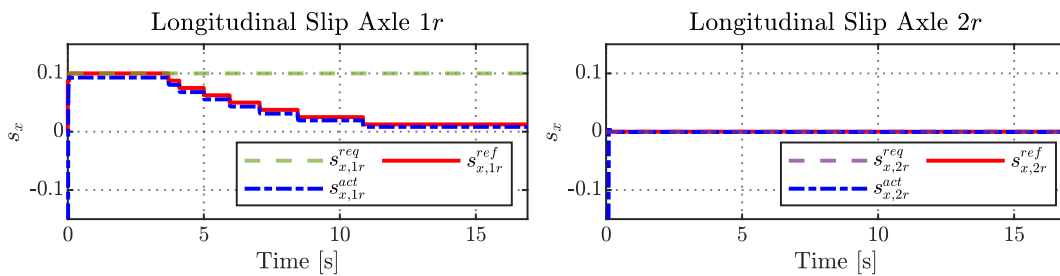 Longitudinal Slip Axle 1r
0.1
0
-0.1
s_x
s_{x,1r}^{req} s_{x,1r}^{ref}
s_{x,1r}^{act}
0 5 10 15
Time [s]
Longitudinal Slip Axle 2r
0.1
0
-0.1
s_x
s_{x,2r}^{req} s_{x,2r}^{ref}
s_{x,2r}^{act}
0 5 10 15
Time [s]